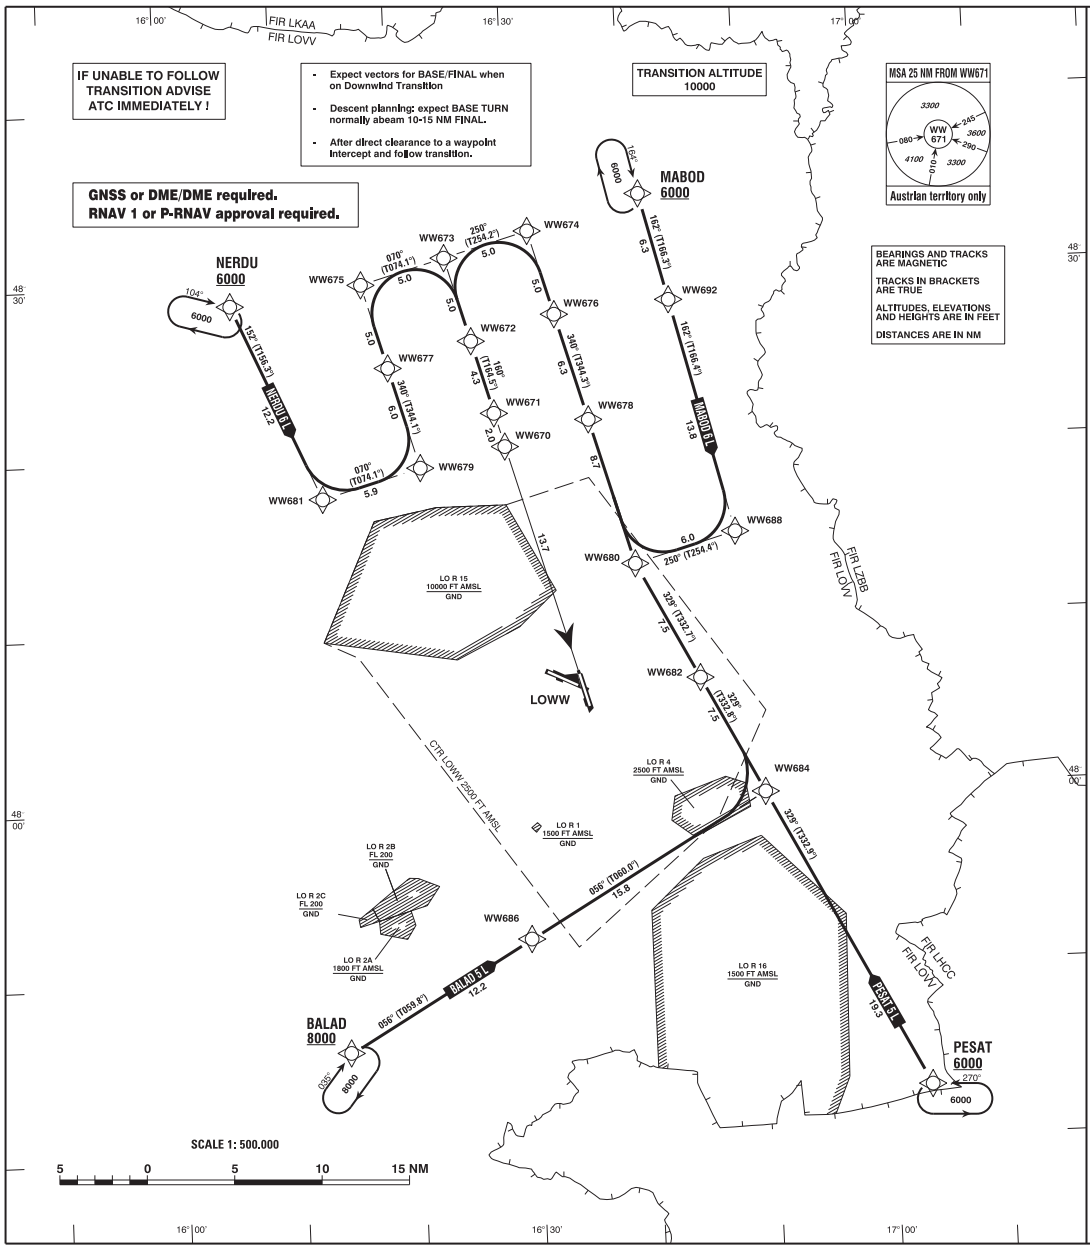 16° 00'
16° 30'
17° 00'
FIR LKAA
FIR LOVV
IF UNABLE TO FOLLOW
TRANSITION ADVISE
ATC IMMEDIATELY !
- Expect vectors for BASE/FINAL when
on Downwind Transition
- Descent planning: expect BASE TURN
normally abeam 10-15 NM FINAL.
- After direct clearance to a waypoint
Intercept and follow transition.
TRANSITION ALTITUDE
10000
MSA 25 NM FROM WW671
3300
245
3600
080
WW
671
290
4100
010
3300
Austrian territory only
GNSS or DME/DME required.
RNAV 1 or P-RNAV approval required.
164°
6000
MABOD
6000
162° (T166.3°)
6.3
WW692
162° (T166.4°)
MABOD 6 L
13.8
WW688
6.0
250° (T254.4°)
BEARINGS AND TRACKS
ARE MAGNETIC
TRACKS IN BRACKETS
ARE TRUE
ALTITUDES, ELEVATIONS
AND HEIGHTS ARE IN FEET
DISTANCES ARE IN NM
48°
30'
48°
30'
NERDU
6000
104°
6000
152° (T156.3°)
NERDU 6 L
12.2
WW681
070°
(T074.1°)
5.9
WW679
340° (T344.1°)
6.0
WW677
5.0
WW675
070°
(T074.1°)
5.0
WW673
250°
(T254.2°)
5.0
WW674
5.0
5.0
WW676
WW672
160°
(T164.5°)
4.3
WW671
2.0
WW670
13.7
340° (T344.3°)
6.3
WW678
8.7
WW680
FIR LZBB
FIR LOVV
LO R 15
10000 FT AMSL
GND
329° (T332.7°)
7.5
WW682
LOWW
329°
(T332.8°)
7.5
WW684
CTR LOWW 2500 FT AMSL
LO R 4
2500 FT AMSL
GND
48°
00'
48°
00'
LO R 1
1500 FT AMSL
GND
329° (T332.9°)
LO R 2B
FL 200
GND
LO R 2C
FL 200
GND
LO R 2A
1800 FT AMSL
GND
056° (T060.0°)
15.8
WW686
BALAD 5 L
12.2
056° (T059.8°)
BALAD
8000
035°
8000
LO R 16
1500 FT AMSL
GND
FIR LHCC
FIR LOVV
PESAT 5 L
19.3
PESAT
6000
270°
6000
SCALE 1: 500.000
5 0 5 10 15 NM
16° 00'
16° 30'
17° 00'